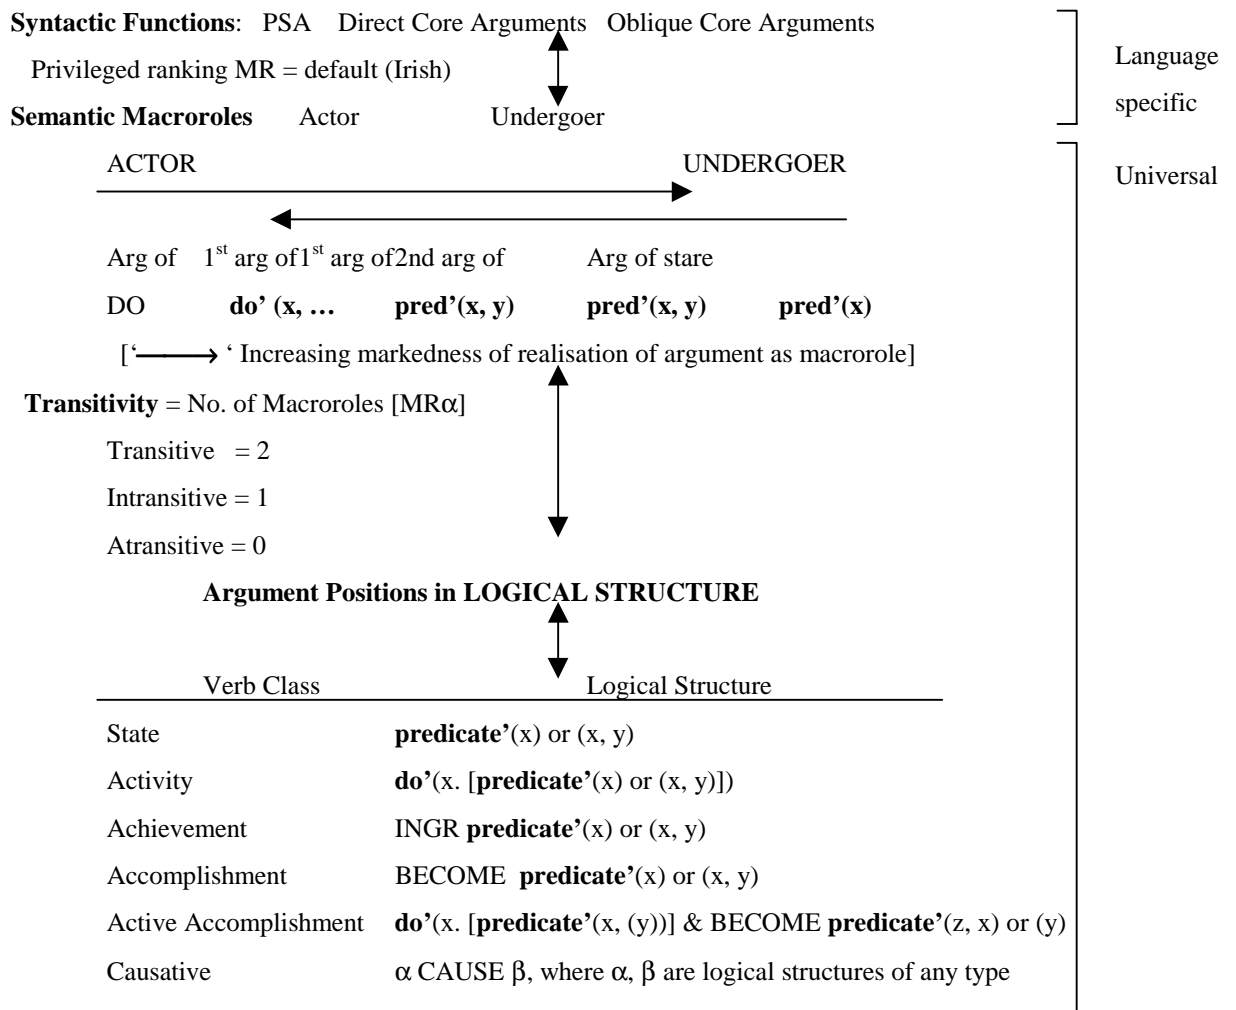 Syntactic Functions: PSA Direct Core Arguments Oblique Core Arguments
Privileged ranking MR = default (Irish)
Language
specific
Semantic Macroroles Actor Undergoer
ACTOR UNDERGOER
Universal
Arg of 1st arg of1st arg of2nd arg of Arg of stare
DO do’ (x, … pred’(x, y) pred’(x, y) pred’(x)
[‘ ‘ Increasing markedness of realisation of argument as macrorole]
Transitivity = No. of Macroroles [MRα]
Transitive = 2
Intransitive = 1
Atransitive = 0
Argument Positions in LOGICAL STRUCTURE
Verb Class Logical Structure
State predicate’(x) or (x, y)
Activity do’(x. [predicate’(x) or (x, y)])
Achievement INGR predicate’(x) or (x, y)
Accomplishment BECOME predicate’(x) or (x, y)
Active Accomplishment do’(x. [predicate’(x, (y))] & BECOME predicate’(z, x) or (y)
Causative α CAUSE β, where α, β are logical structures of any type